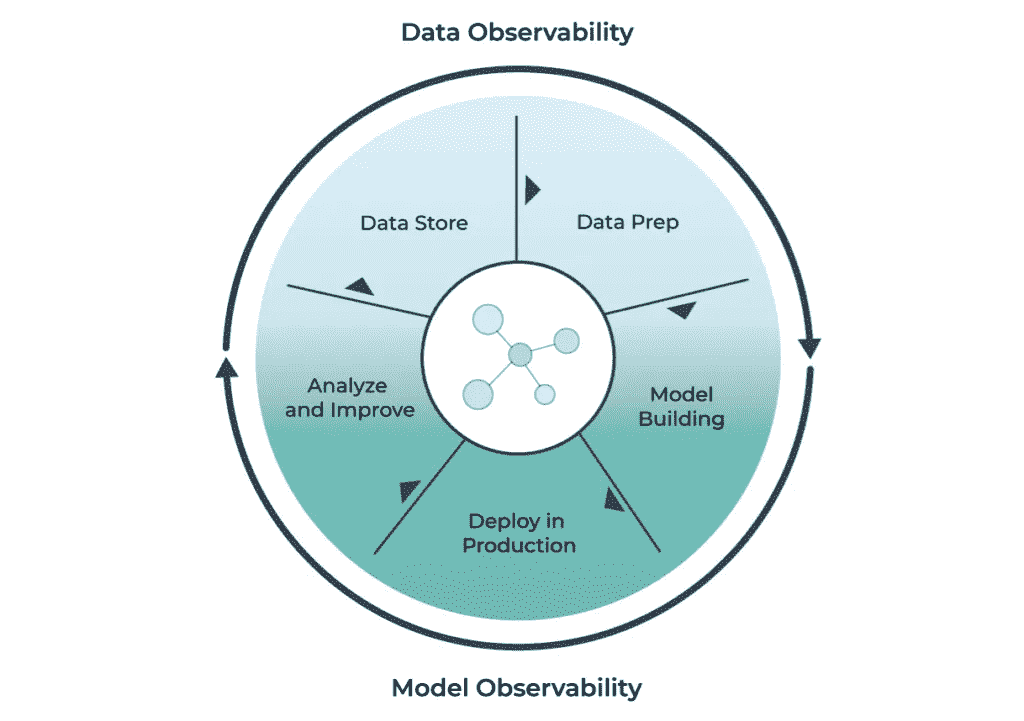 Data Observability
Data Store
Data Prep
Analyze
and Improve
Model
Building
Deploy in
Production
Model Observability